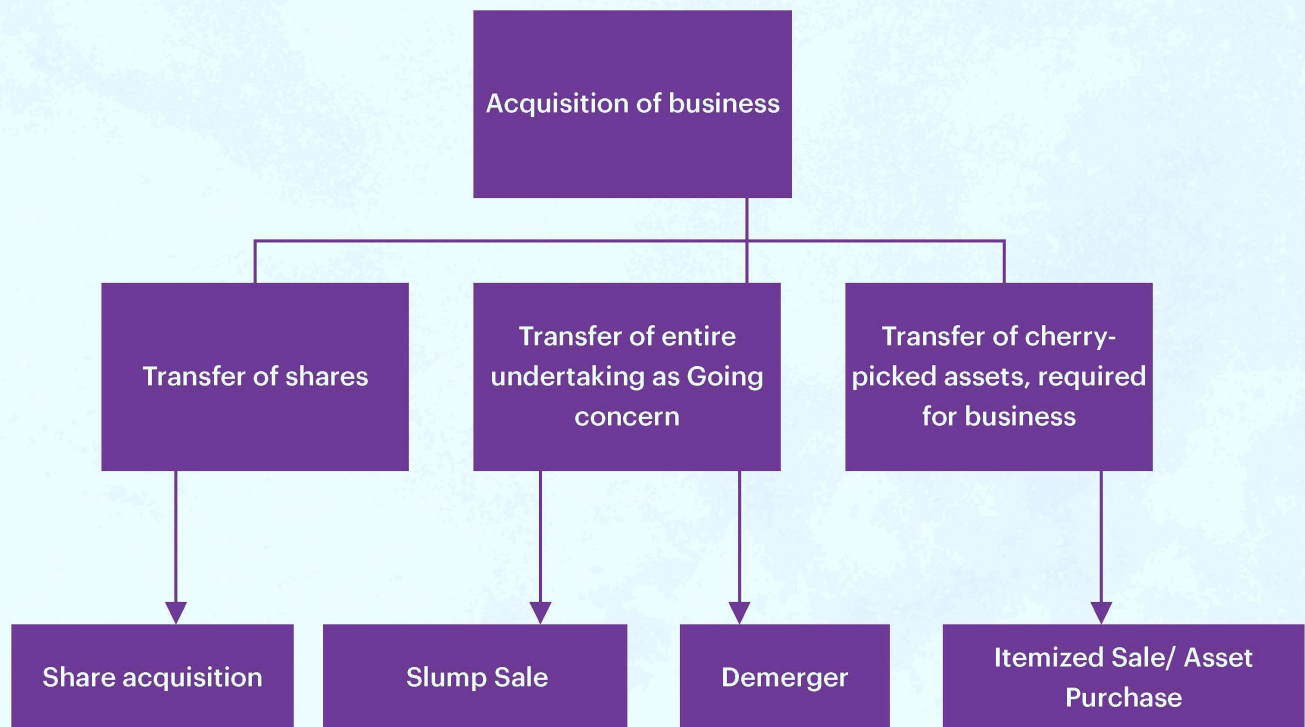 Acquisition of business
Transfer of shares
Transfer of entire
undertaking as Going
concern
Transfer of cherry-
picked assets, required
for business
Share acquisition
Slump Sale
Demerger
Itemized Sale/ Asset
Purchase